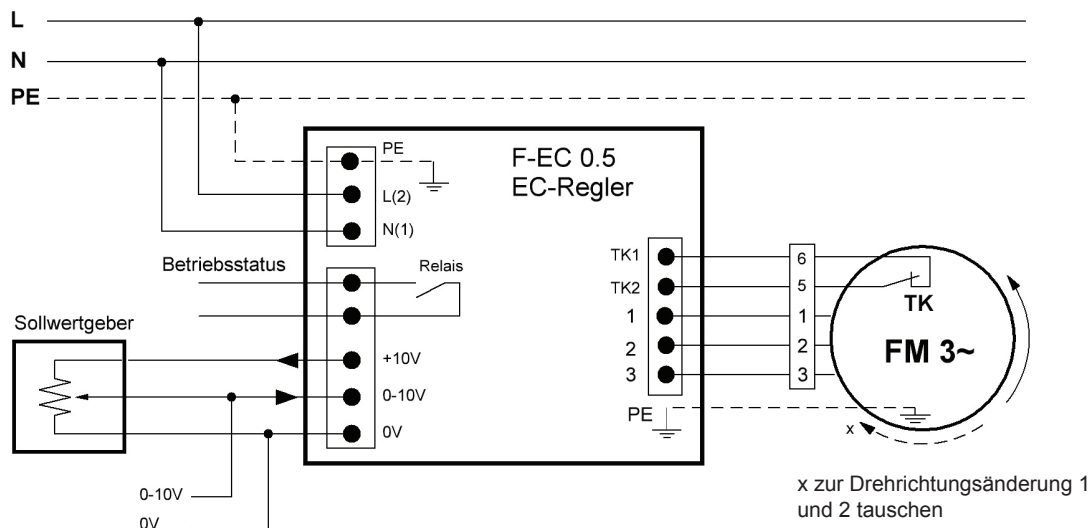 L
N
PE
PE
L(2)
N(1)
F-EC 0.5
EC-Regler
Betriebsstatus
Relais
Sollwertgeber
+10V
0-10V
0V
0-10V
0V
TK1
TK2
1
2
3
PE
6
5
1
2
3
TK
FM 3~
x
x zur Drehrichtungsänderung 1
und 2 tauschen